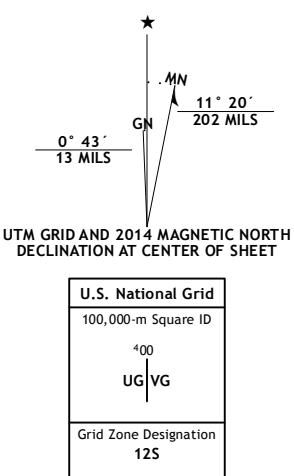 MN
11° 20´
202 MILS
GN
0° 43´
13 MILS
UTM GRID AND 2014 MAGNETIC NORTH
DECLINATION AT CENTER OF SHEET
U.S. National Grid
100,000-m Square ID
⁴00
UG VG
Grid Zone Designation
12S